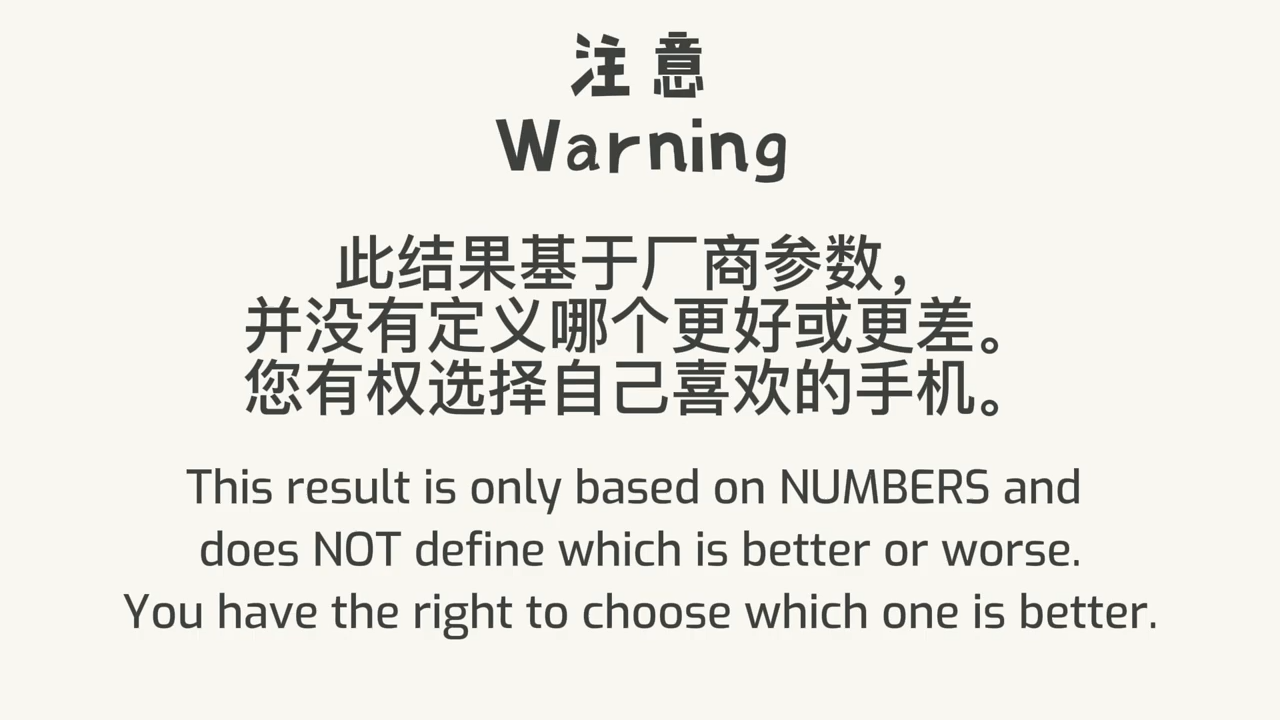 注意
Warning
此结果基于厂商参数，
并没有定义哪个更好或更差。
您有权选择自己喜欢的手机。
This result is only based on NUMBERS and
does NOT define which is better or worse.
You have the right to choose which one is better.